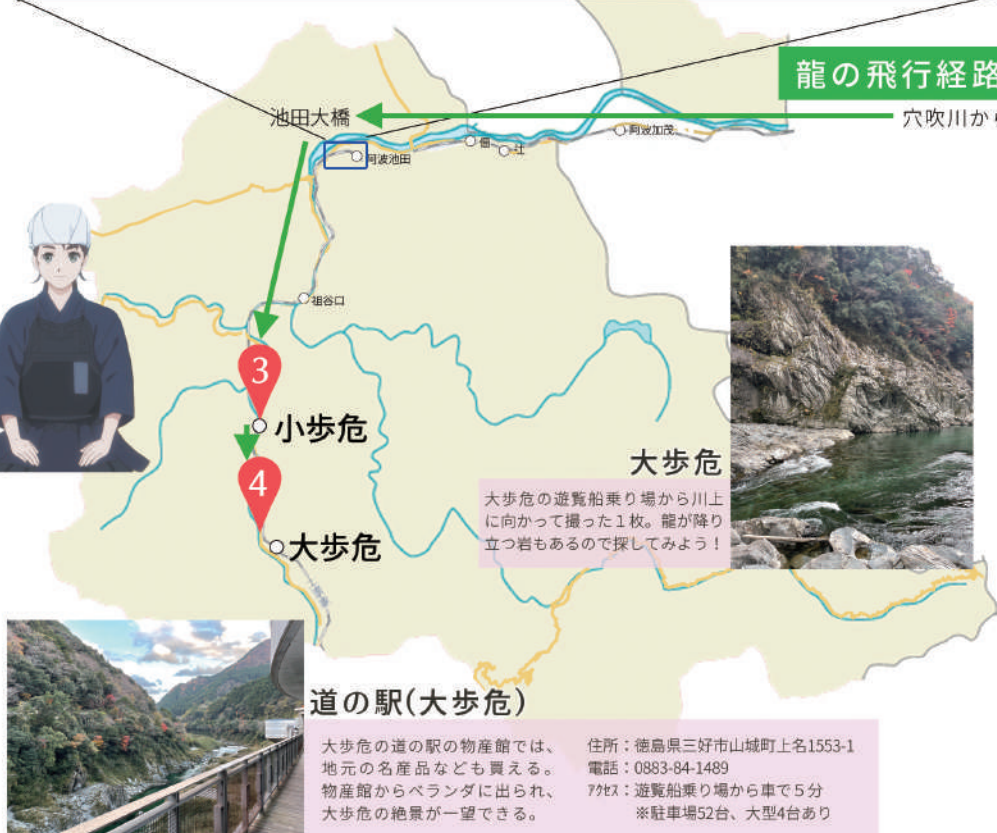 龍の飛行経路
穴吹川から
池田大橋
阿波池田
佃
辻
阿波加茂
祖谷口
3
小歩危
4
大歩危
大歩危
大歩危の遊覧船乗り場から川上
に向かって撮った1枚。龍が降り
立つ岩もあるので探してみよう！
道の駅(大歩危)
大歩危の道の駅の物産館では、
地元の名産品なども買える。
物産館からベランダに出られ、
大歩危の絶景が一望できる。
住所：徳島県三好市山城町上名1553-1
電話：0883-84-1489
アクセス：遊覧船乗り場から車で５分
※駐車場52台、大型4台あり